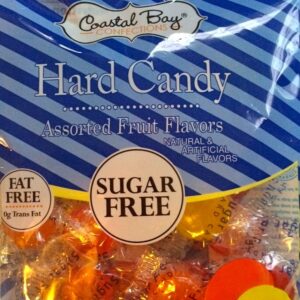 Coastal Bay
CONFECTIONS
Hard Candy
Assorted Fruit Flavors
NATURAL &
ARTIFICIAL
FLAVORS
FAT
FREE
0g Trans Fat
SUGAR
FREE